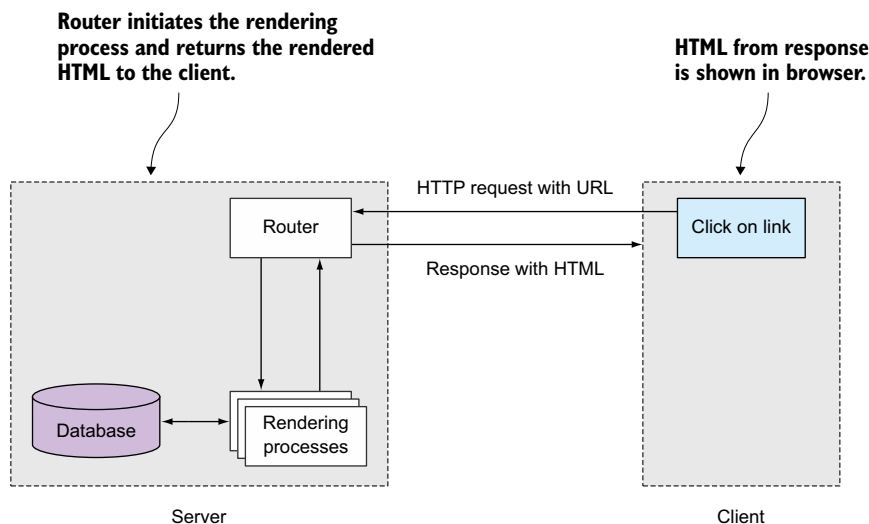 Router initiates the rendering
process and returns the rendered
HTML to the client.
HTML from response
is shown in browser.
HTTP request with URL
Router
Click on link
Response with HTML
Database
Rendering
processes
Server
Client